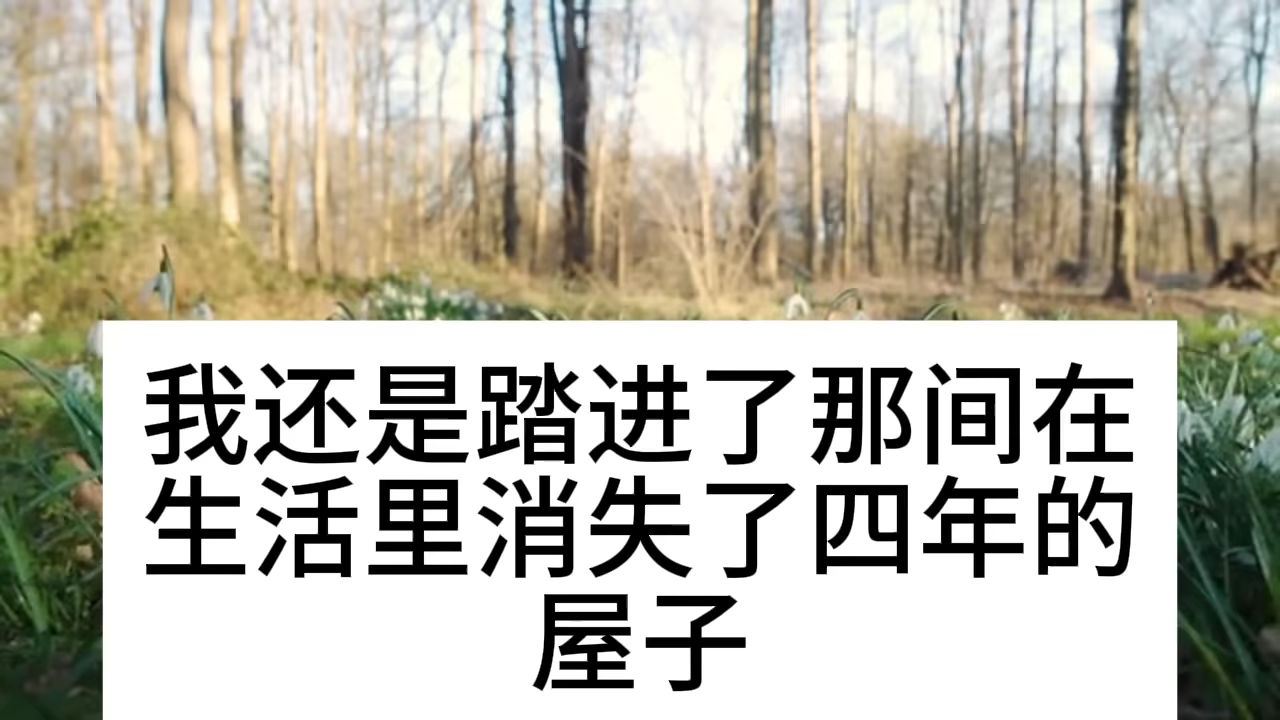 我还是踏进了那间在
生活里消失了四年的
屋子